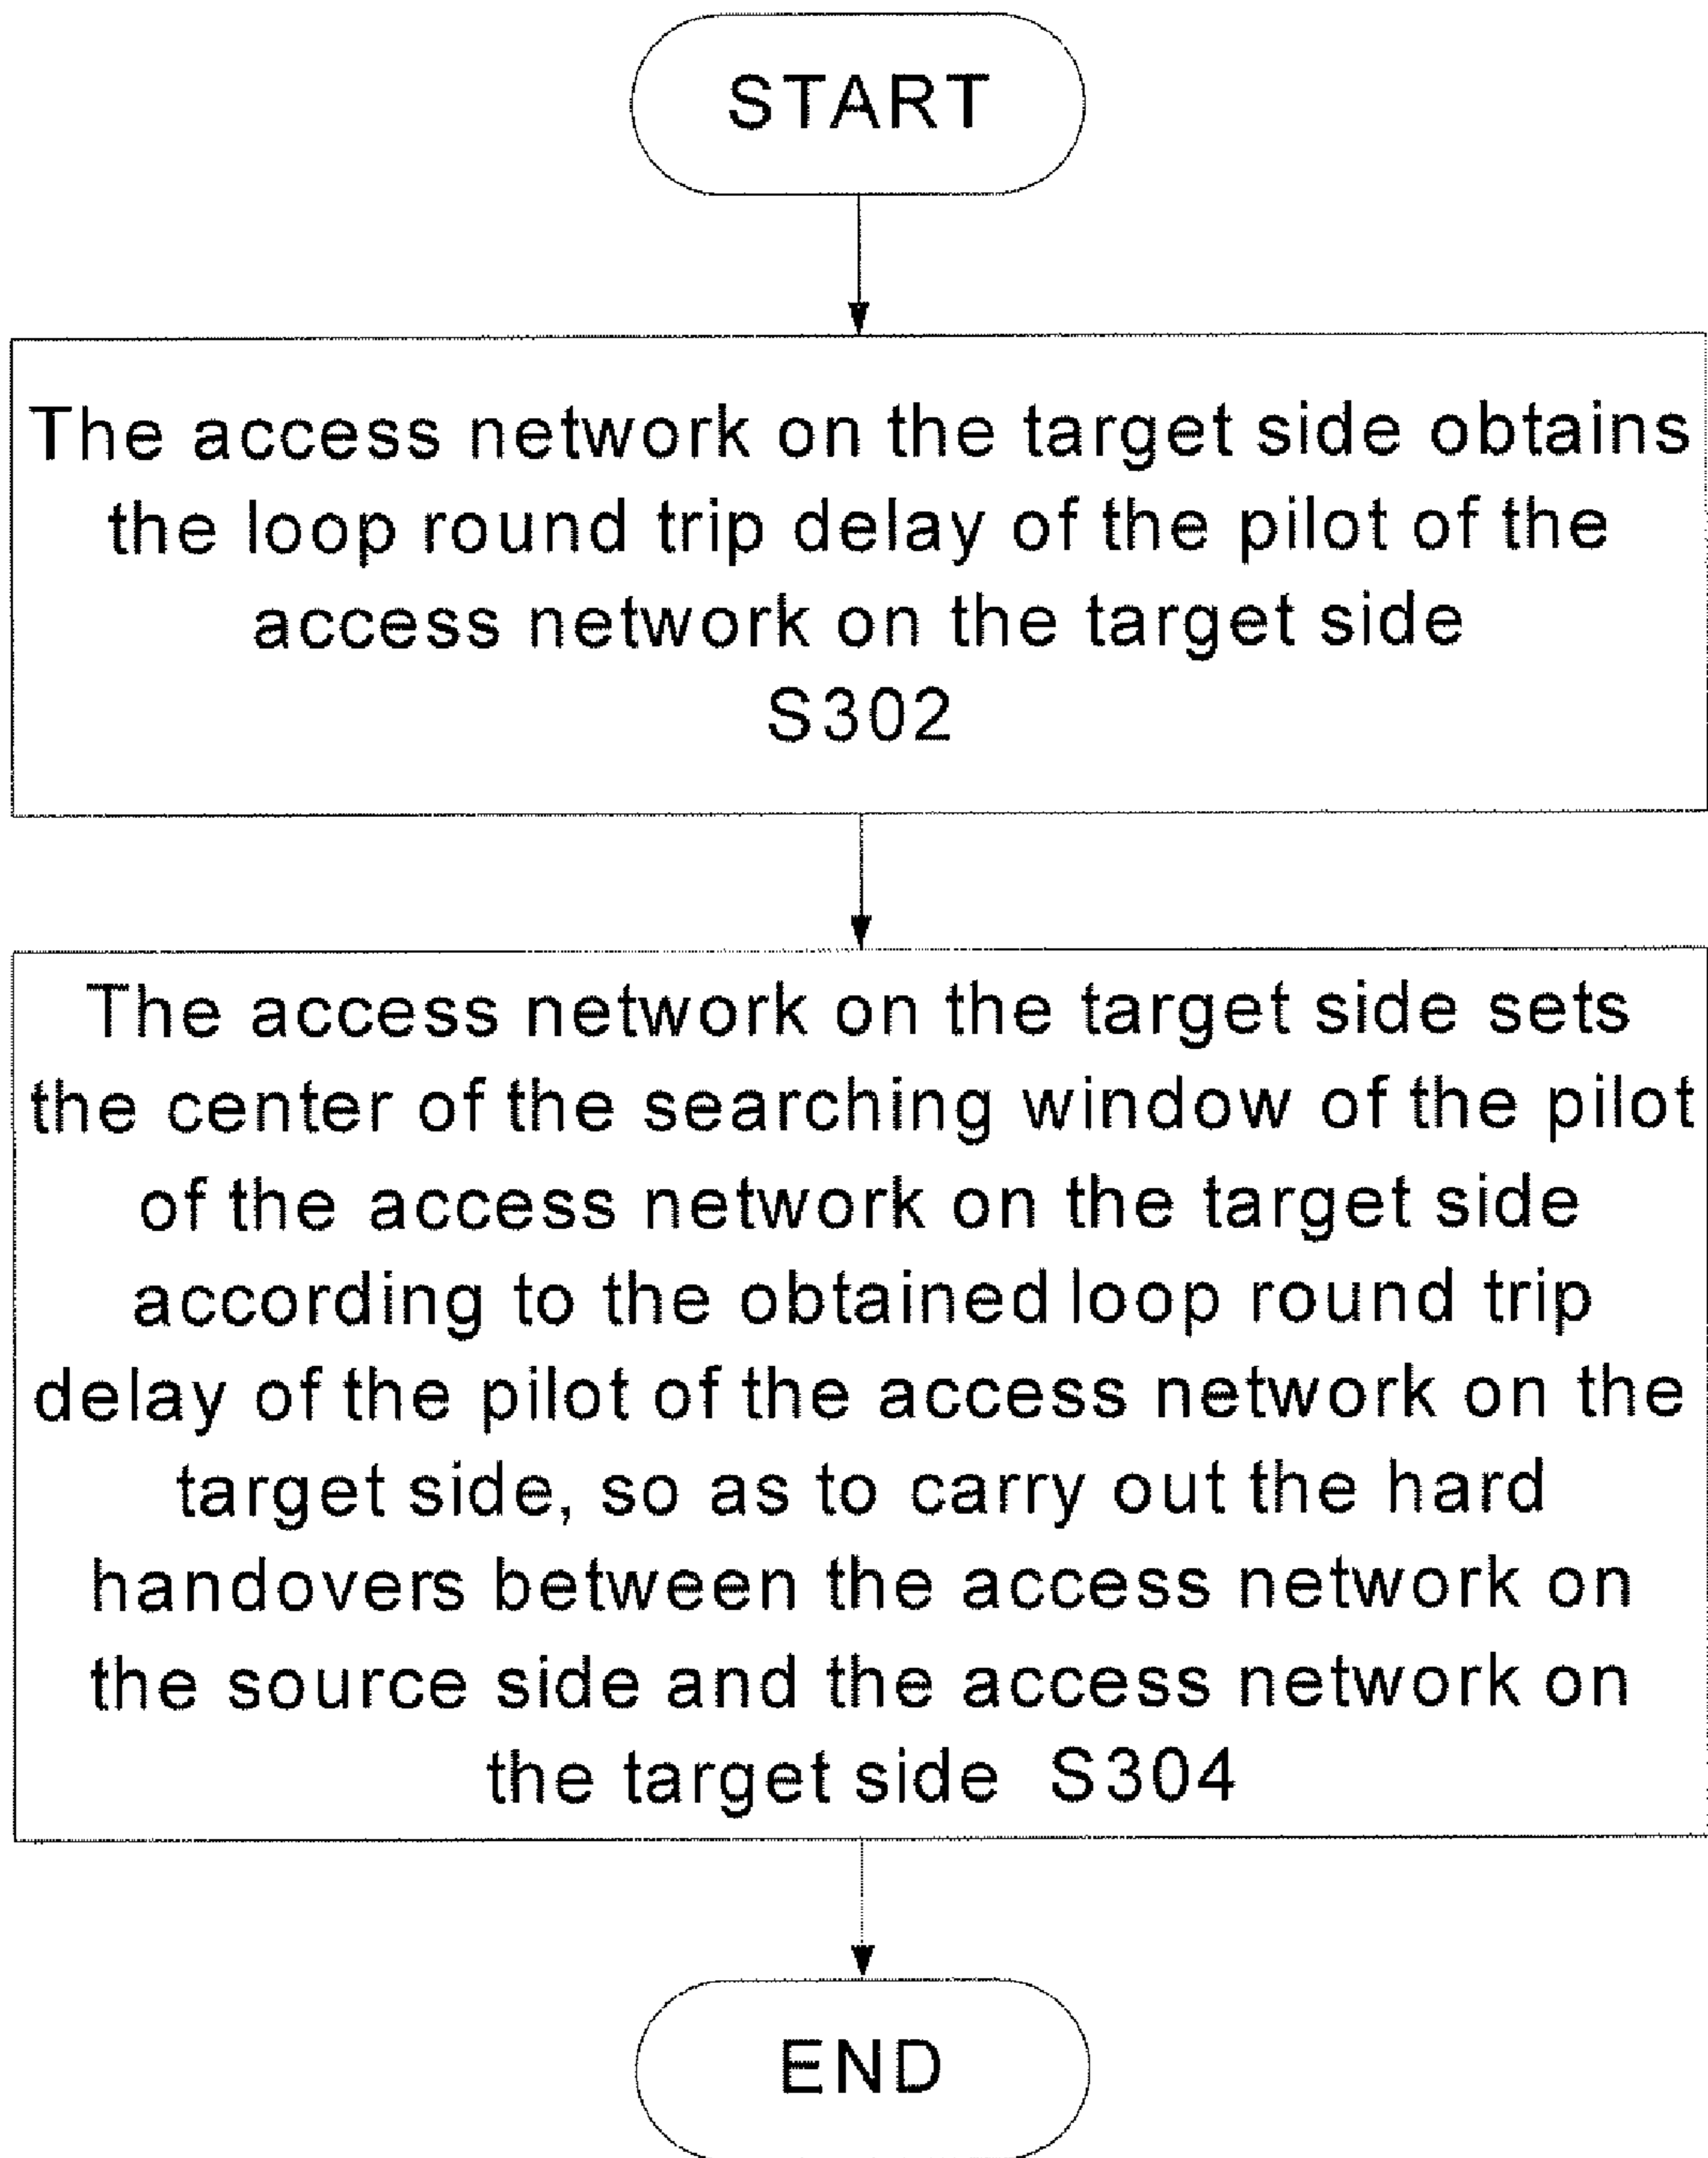 START
The access network on the target side obtains
the loop round trip delay of the pilot of the
access network on the target side
S302
The access network on the target side sets
the center of the searching window of the pilot
of the access network on the target side
according to the obtained loop round trip
delay of the pilot of the access network on the
target side, so as to carry out the hard
handovers between the access network on
the source side and the access network on
the target side S304
END